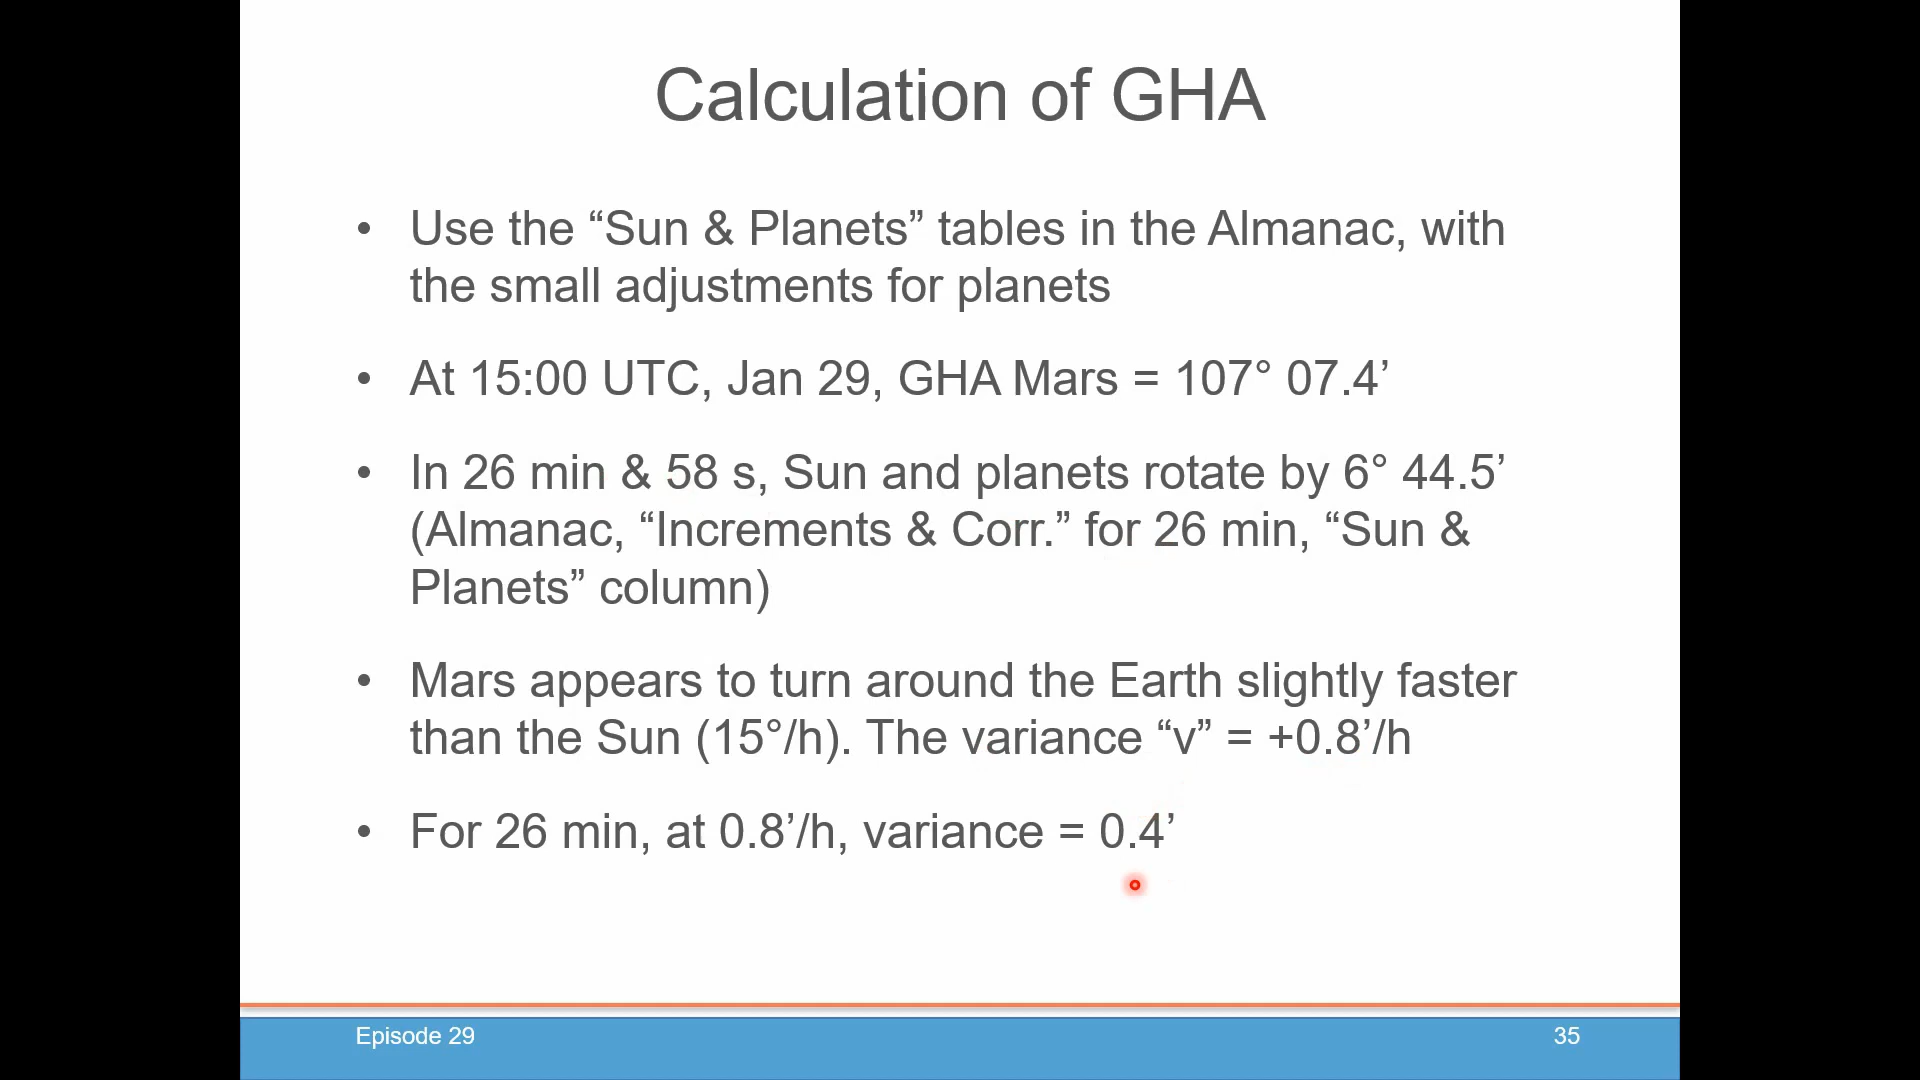 Calculation of GHA
• Use the “Sun & Planets” tables in the Almanac, with
the small adjustments for planets
• At 15:00 UTC, Jan 29, GHA Mars = 107° 07.4’
• In 26 min & 58 s, Sun and planets rotate by 6° 44.5’
(Almanac, “Increments & Corr.” for 26 min, “Sun &
Planets” column)
• Mars appears to turn around the Earth slightly faster
than the Sun (15°/h). The variance “v” = +0.8’/h
• For 26 min, at 0.8’/h, variance = 0.4’
Episode 29
35